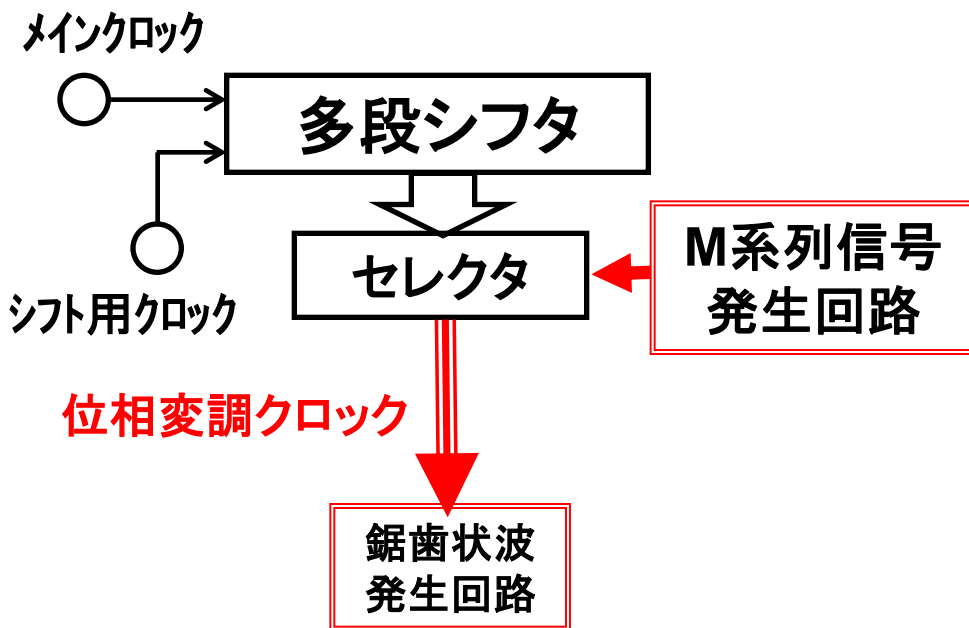 メインクロック
多段シフタ
シフト用クロック
セレクタ
M系列信号
発生回路
位相変調クロック
鋸歯状波
発生回路